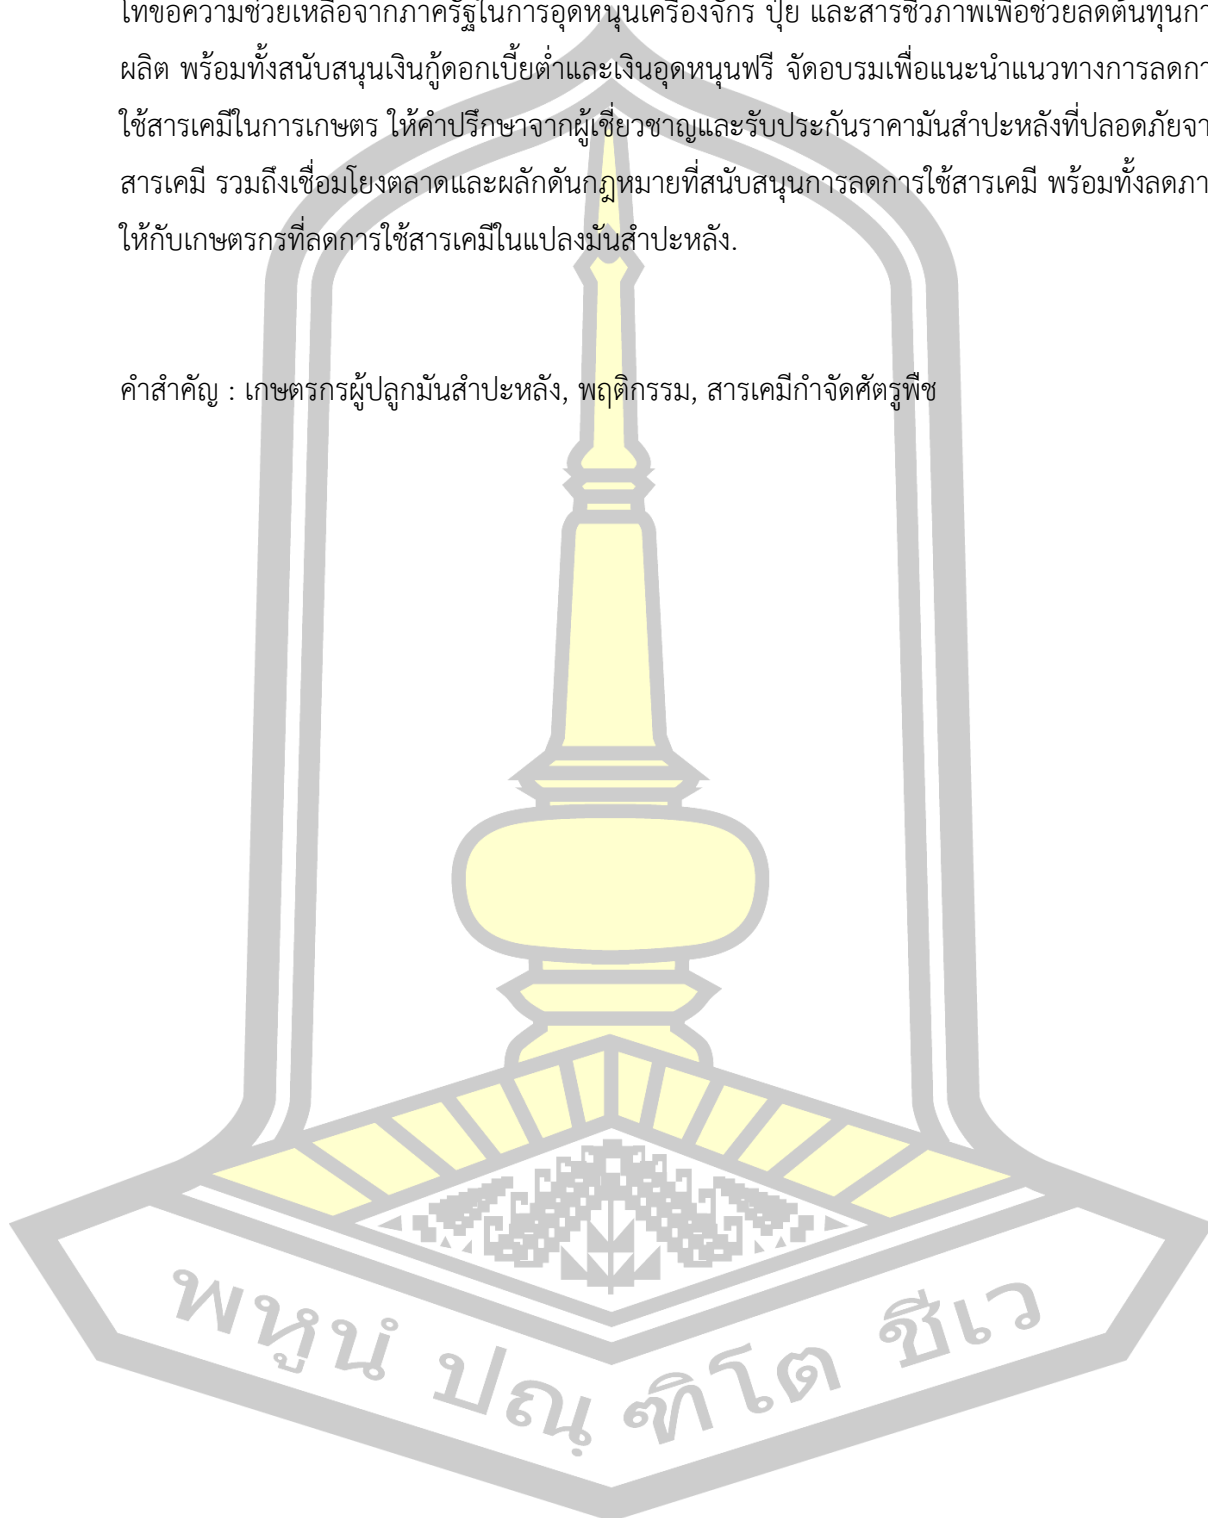 ให้ขอความช่วยเหลือจากภาครัฐในการอุดหนุนเครื่องจักร ปุ๋ย และสารชีวภาพเพื่อช่วยลดต้นทุนกา
ผลิต พร้อมทั้งสนับสนุนเงินกู้ดอกเบี้ยต่ำและเงินอุดหนุนฟรี จัดอบรมเพื่อแนะนำแนวทางการลดกา
ใช้สารเคมีในการเกษตร ให้คำปรึกษาจากผู้เชี่ยวชาญและรับประกันราคามันสำปะหลังที่ปลอดภัยจา
สารเคมี รวมถึงเชื่อมโยงตลาดและผลักดันกฎหมายที่สนับสนุนการลดการใช้สารเคมี พร้อมทั้งลดภา
ให้กับเกษตรกรที่ลดการใช้สารเคมีในแปลงมันสำปะหลัง.
คำสำคัญ : เกษตรกรผู้ปลูกมันสำปะหลัง, พฤติกรรม, สารเคมีกำจัดศัตรูพืช
พหูนํ ปณฺฑิโต ชีเว